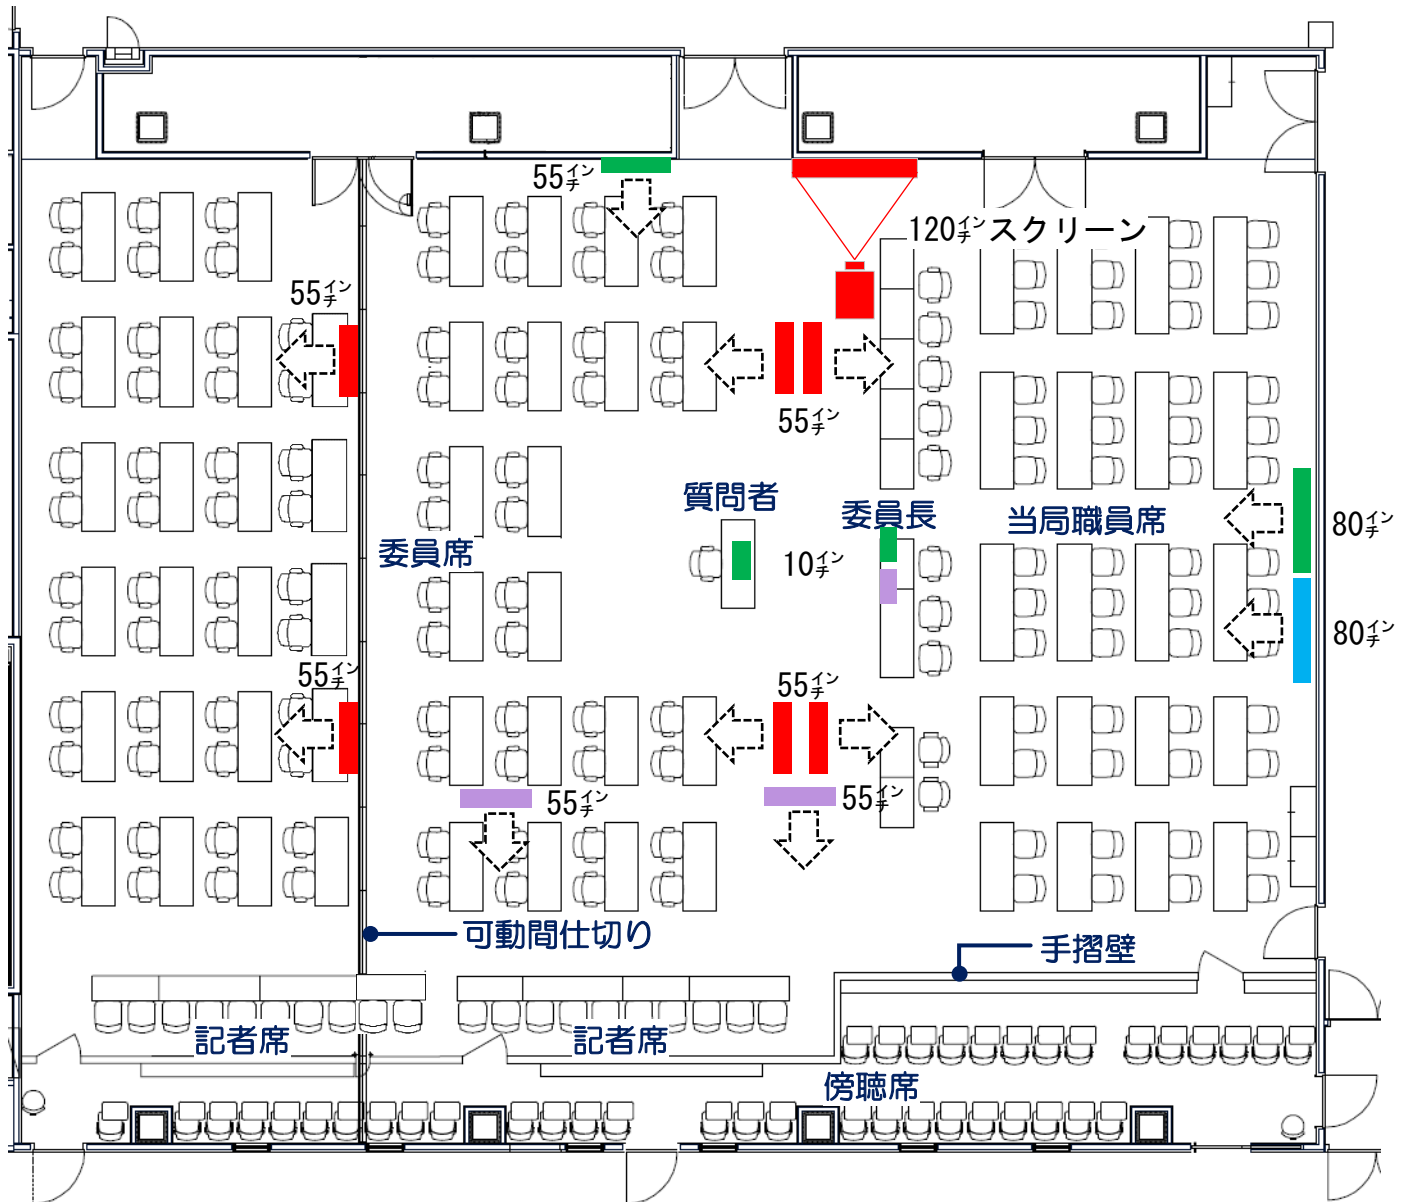 55インチ
120インチスクリーン
55インチ
55インチ
質問者
委員長
当局職員席
80インチ
委員席
10インチ
80インチ
55インチ
55インチ
55インチ
55インチ
可動間仕切り
手摺壁
記者席
記者席
傍聴席